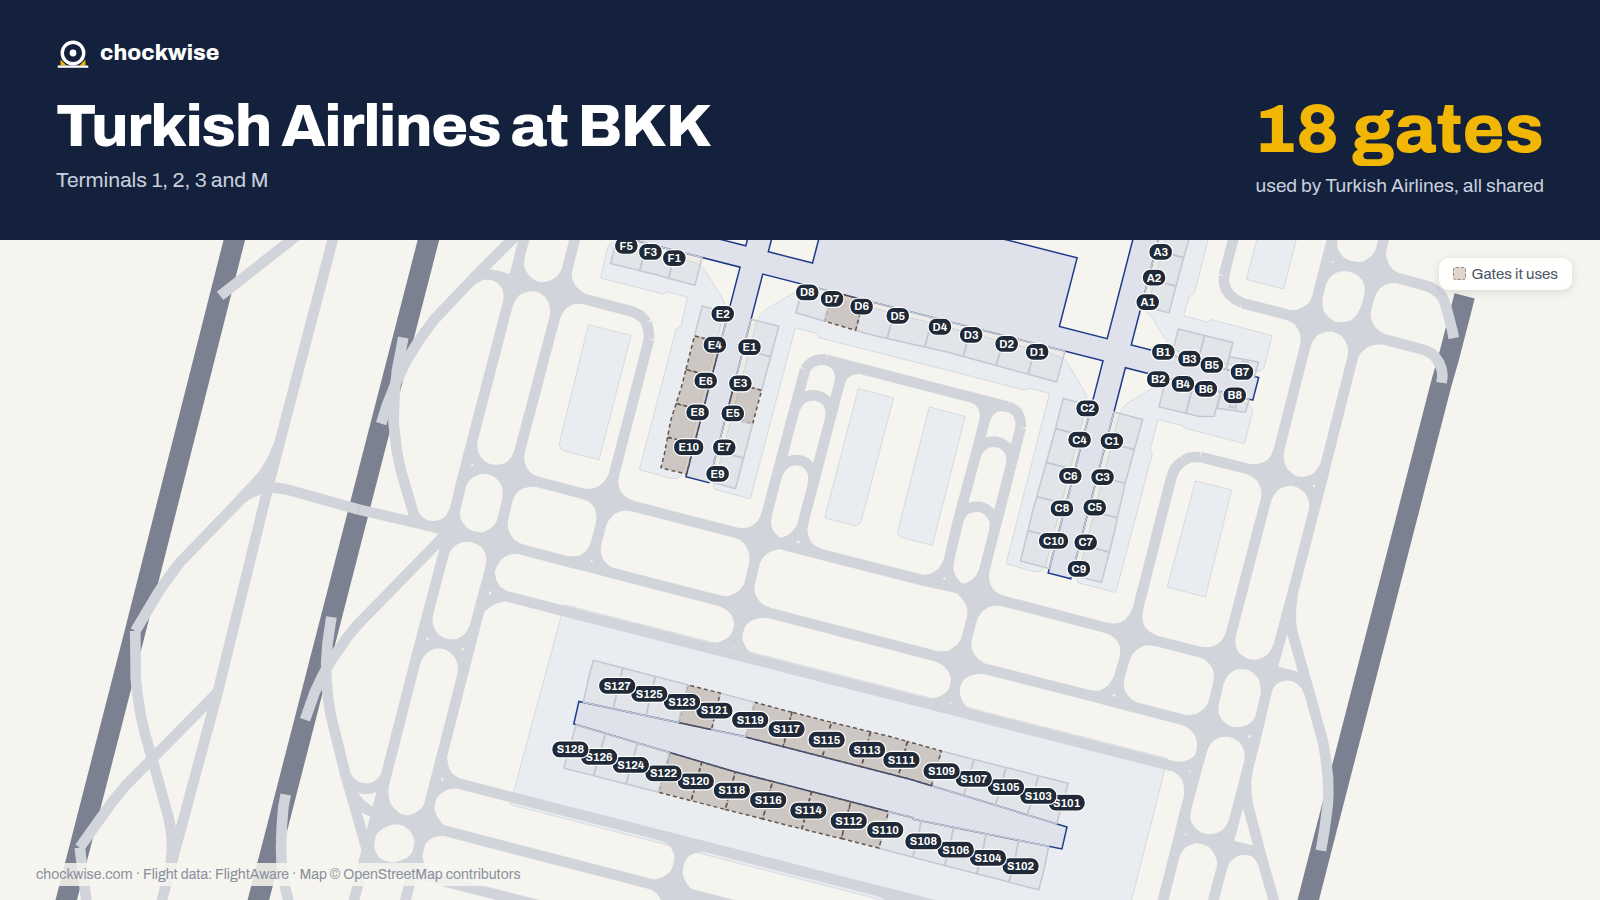 chockwise
Turkish Airlines at BKK
Terminals 1, 2, 3 and M
18 gates
used by Turkish Airlines, all shared
Gates it uses
F5
F3
F1
A3
A2
A1
D8
D7
D6
D5
D4
D3
D2
D1
E2
E4
E1
E6
E3
E8
E5
E10
E7
E9
B1
B3
B5
B7
B2
B4
B6
B8
C2
C4
C1
C6
C3
C8
C5
C10
C7
C9
S127
S125
S123
S121
S119
S117
S115
S113
S111
S109
S107
S105
S103
S101
S128
S126
S124
S122
S120
S118
S116
S114
S112
S110
S108
S106
S104
S102
chockwise.com · Flight data: FlightAware · Map © OpenStreetMap contributors